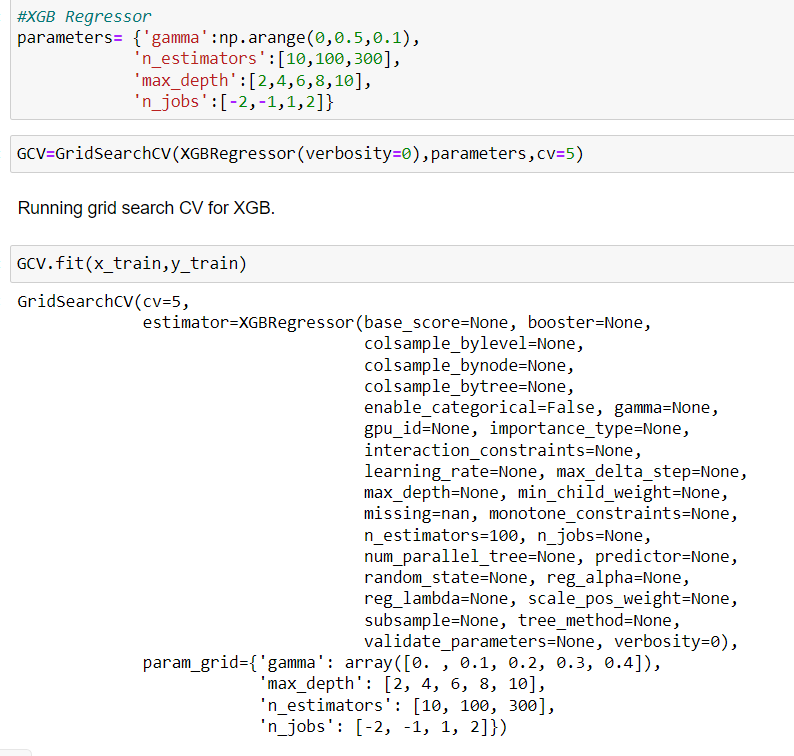 #XGB Regressor
parameters= {'gamma':np.arange(0,0.5,0.1),
'n_estimators':[10,100,300],
'max_depth':[2,4,6,8,10],
'n_jobs':[-2,-1,1,2]}
GCV=GridSearchCV(XGBRegressor(verbosity=0),parameters,cv=5)
Running grid search CV for XGB.
GCV.fit(x_train,y_train)
GridSearchCV(cv=5,
estimator=XGBRegressor(base_score=None, booster=None,
colsample_bylevel=None,
colsample_bynode=None,
colsample_bytree=None,
enable_categorical=False, gamma=None,
gpu_id=None, importance_type=None,
interaction_constraints=None,
learning_rate=None, max_delta_step=None,
max_depth=None, min_child_weight=None,
missing=nan, monotone_constraints=None,
n_estimators=100, n_jobs=None,
num_parallel_tree=None, predictor=None,
random_state=None, reg_alpha=None,
reg_lambda=None, scale_pos_weight=None,
subsample=None, tree_method=None,
validate_parameters=None, verbosity=0),
param_grid={'gamma': array([0. , 0.1, 0.2, 0.3, 0.4]),
'max_depth': [2, 4, 6, 8, 10],
'n_estimators': [10, 100, 300],
'n_jobs': [-2, -1, 1, 2]})